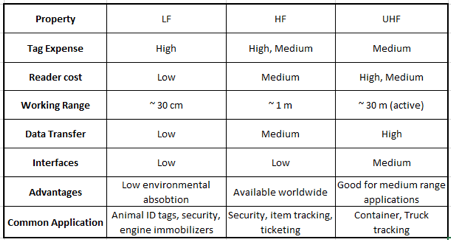 Property LF HF UHF
Tag Expense High High, Medium Medium
Reader cost Low Medium High, Medium
Working Range ~ 30 cm ~ 1 m ~ 30 m (active)
Data Transfer Low Medium High
Interfaces Low Low Medium
Advantages Low environmental absobtion Available worldwide Good for medium range applications
Common Application Animal ID tags, security, engine immobilizers Security, item tracking, ticketing Container, Truck tracking